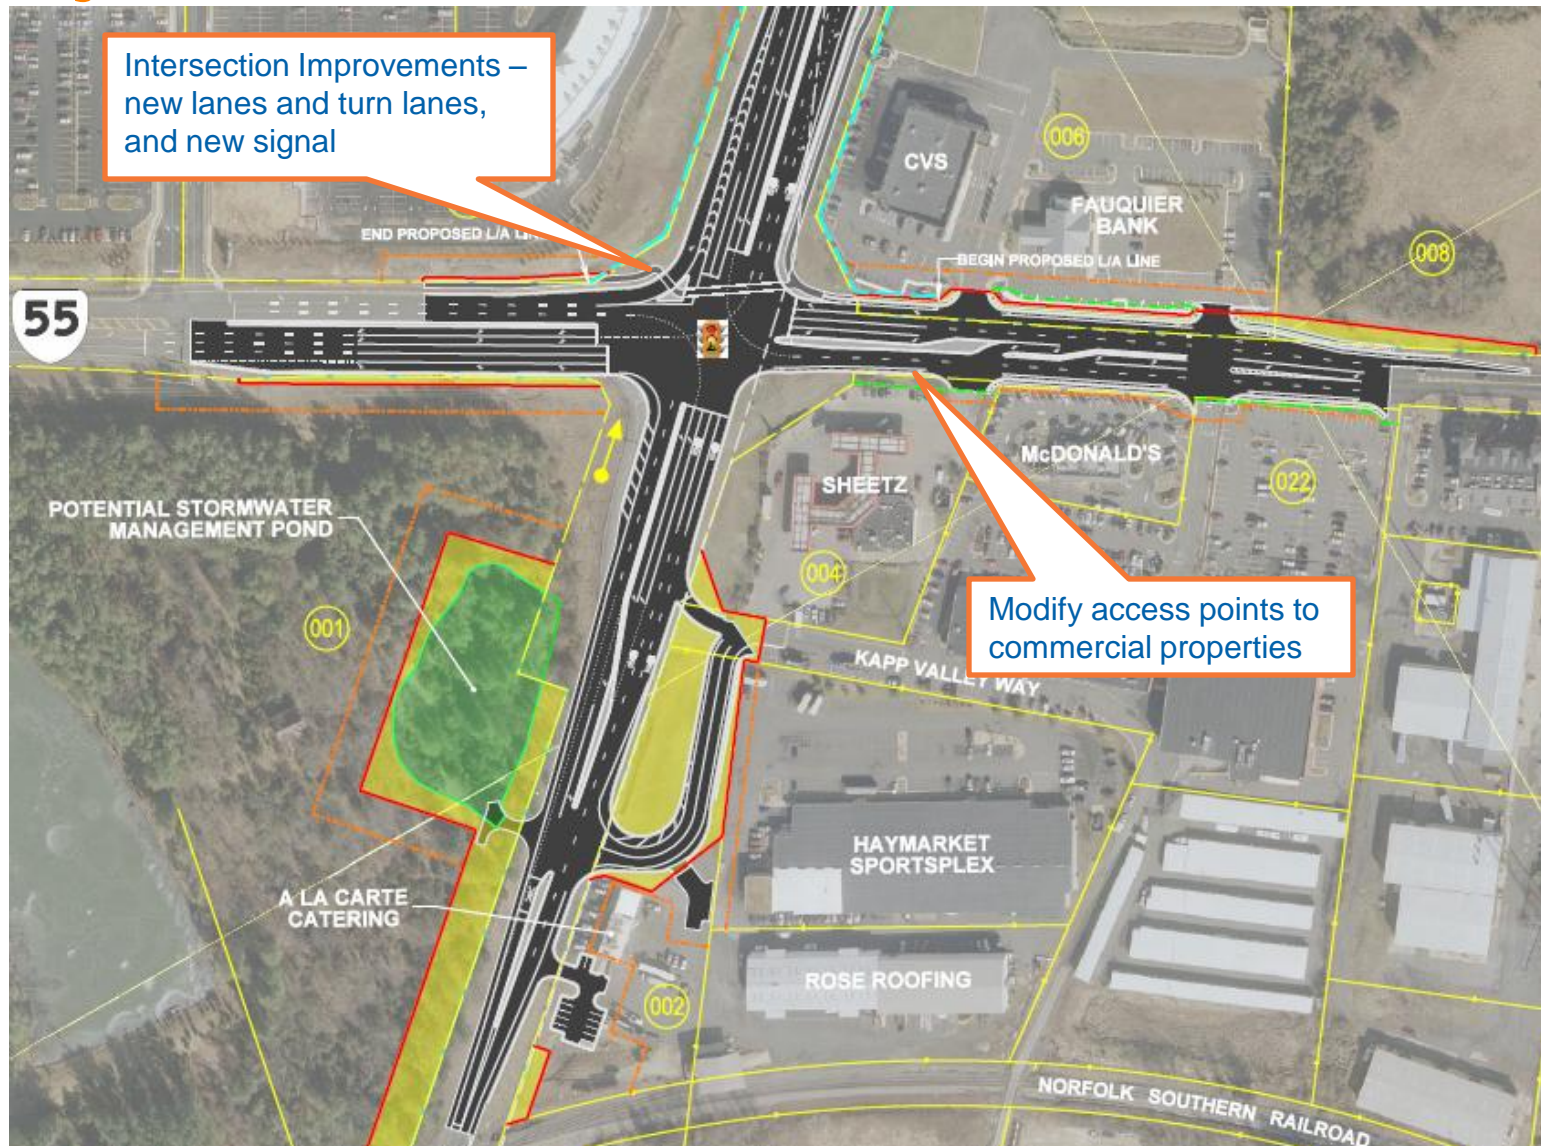 Intersection Improvements –
new lanes and turn lanes,
and new signal
END PROPOSED L/A
55
CVS
006
FAUQUIER
BANK
BEGIN PROPOSED L/A LINE
008
POTENTIAL STORMWATER
MANAGEMENT POND
SHEETZ
McDONALD'S
022
004
001
Modify access points to
commercial properties
KAPP VALLEY WAY
HAYMARKET
SPORTSPLEX
A LA CARTE
CATERING
ROSE ROOFING
002
NORFOLK SOUTHERN RAILROAD